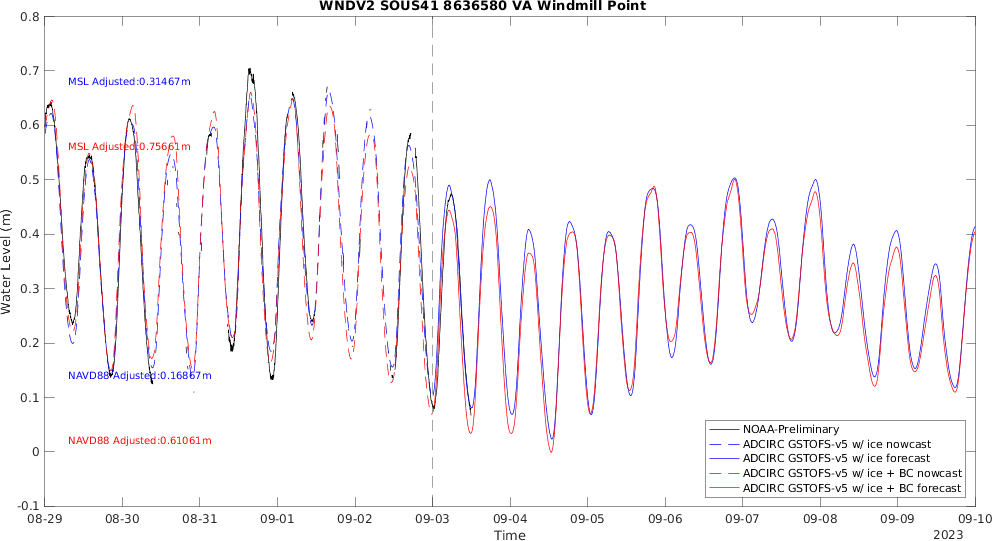 WNDV2 SOUS41 8636580 VA Windmill Point
0.8
0.7
0.6
0.5
0.4
0.3
0.2
0.1
0
-0.1
Water Level (m)
MSL Adjusted:0.31467m
MSL Adjusted:0.75661m
NAVD88 Adjusted:0.16867m
NAVD88 Adjusted:0.61061m
NOAA-Preliminary
ADCIRC GSTOFS-v5 w/ ice nowcast
ADCIRC GSTOFS-v5 w/ ice forecast
ADCIRC GSTOFS-v5 w/ ice + BC nowcast
ADCIRC GSTOFS-v5 w/ ice + BC forecast
08-29 08-30 08-31 09-01 09-02 09-03 09-04 09-05 09-06 09-07 09-08 09-09 09-10
Time
2023